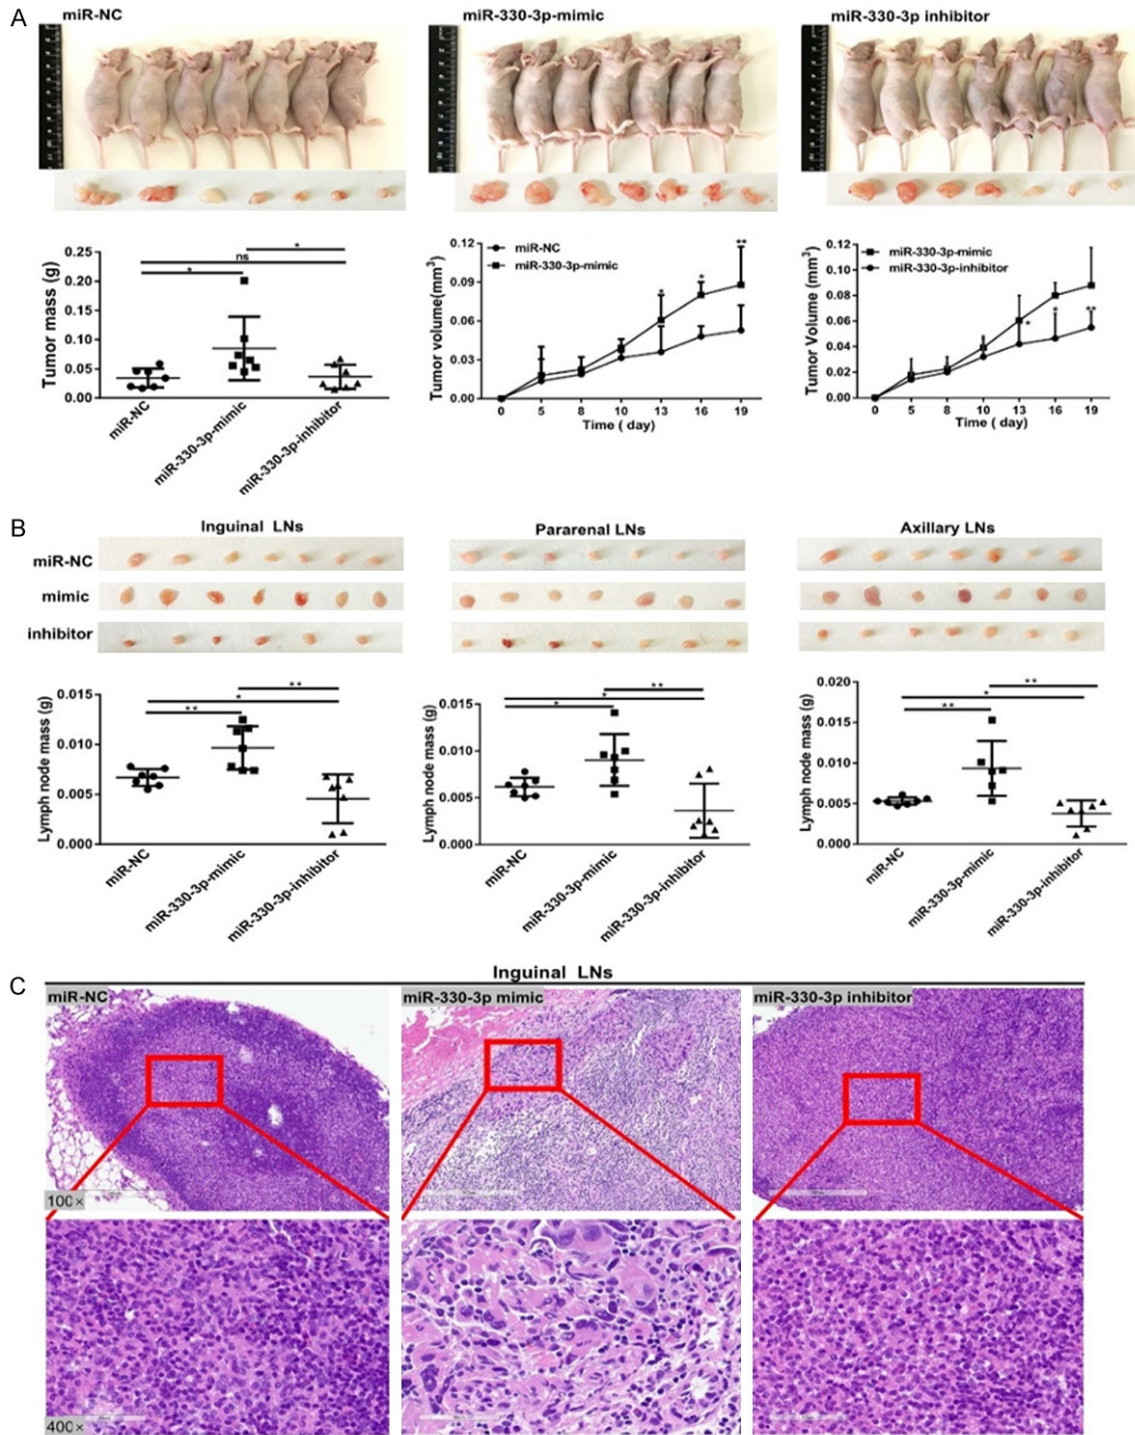 A
miR-NC
miR-330-3p-mimic
miR-330-3p inhibitor
Tumor mass (g)
0.25
0.20
0.15
0.10
0.05
0.00
*
ns
*
miR-NC
miR-330-3p-mimic
miR-330-3p-inhibitor
Tumor volume(mm3)
0.12
0.09
0.06
0.03
0.00
miR-NC
miR-330-3p-mimic
* * **
0 5 8 10 13 16 19
Time ( day)
Tumor Volume (mm3)
0.12
0.10
0.08
0.06
0.04
0.02
0.00
miR-330-3p-mimic
miR-330-3p-inhibitor
* * **
0 5 8 10 13 16 19
Time ( day)
B
Inguinal LNs
Pararenal LNs
Axillary LNs
miR-NC
mimic
inhibitor
Lymph node mass (g)
0.015
0.010
0.005
0.000
**
*
**
miR-NC
miR-330-3p-mimic
miR-330-3p-inhibitor
Lymph node mass (g)
0.015
0.010
0.005
0.000
**
*
*
miR-NC
miR-330-3p-mimic
miR-330-3p-inhibitor
Lymph node mass (g)
0.020
0.015
0.010
0.005
0.000
**
*
**
miR-NC
miR-330-3p-mimic
miR-330-3p-inhibitor
C
Inguinal LNs
miR-NC
miR-330-3p mimic
miR-330-3p inhibitor
100×
400×